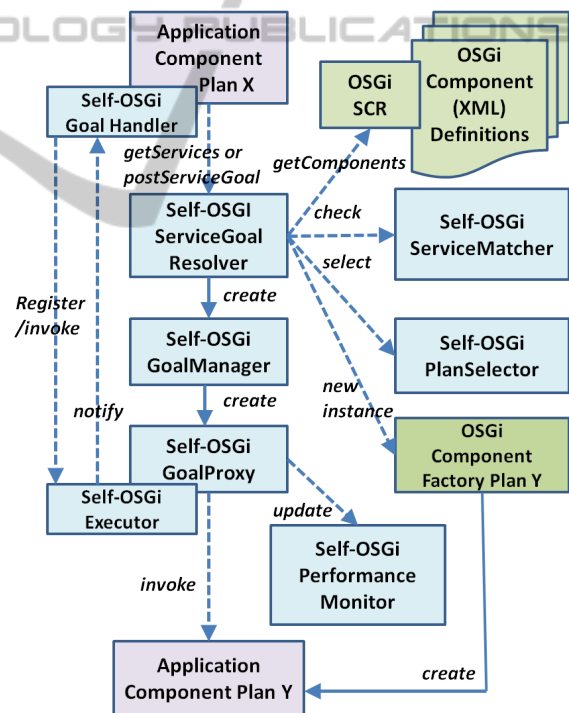 OLOGY PUBLICATIONS
Application
Component
Plan X
Self-OSGi
Goal Handler
OSGi
SCR
OSGi
Component
(XML)
Definitions
getServices or
postServiceGoal
getComponents
Self-OSGI
ServiceGoal
Resolver
check
Self-OSGi
ServiceMatcher
select
create
Register
/invoke
Self-OSGi
GoalManager
Self-OSGi
PlanSelector
new
instance
notify
create
Self-OSGi
GoalProxy
OSGi
Component
Factory Plan Y
Self-OSGi
Executor
update
Self-OSGi
Performance
Monitor
invoke
Application
Component Plan Y
create